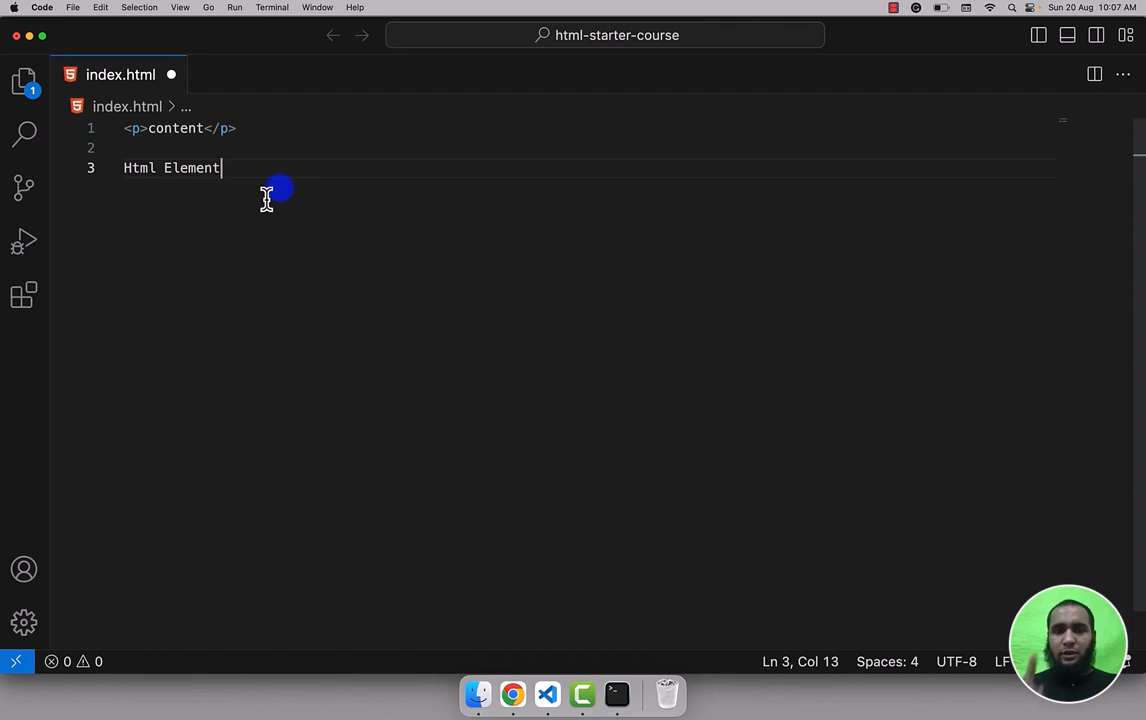 Code File Edit Selection View Go Run Terminal Window Help Sun 20 Aug 10:07 AM
html-starter-course
index.html
1
index.html > ...
1 <p>content</p>
2
3 Html Element
0 0 Ln 3, Col 13 Spaces: 4 UTF-8 LF